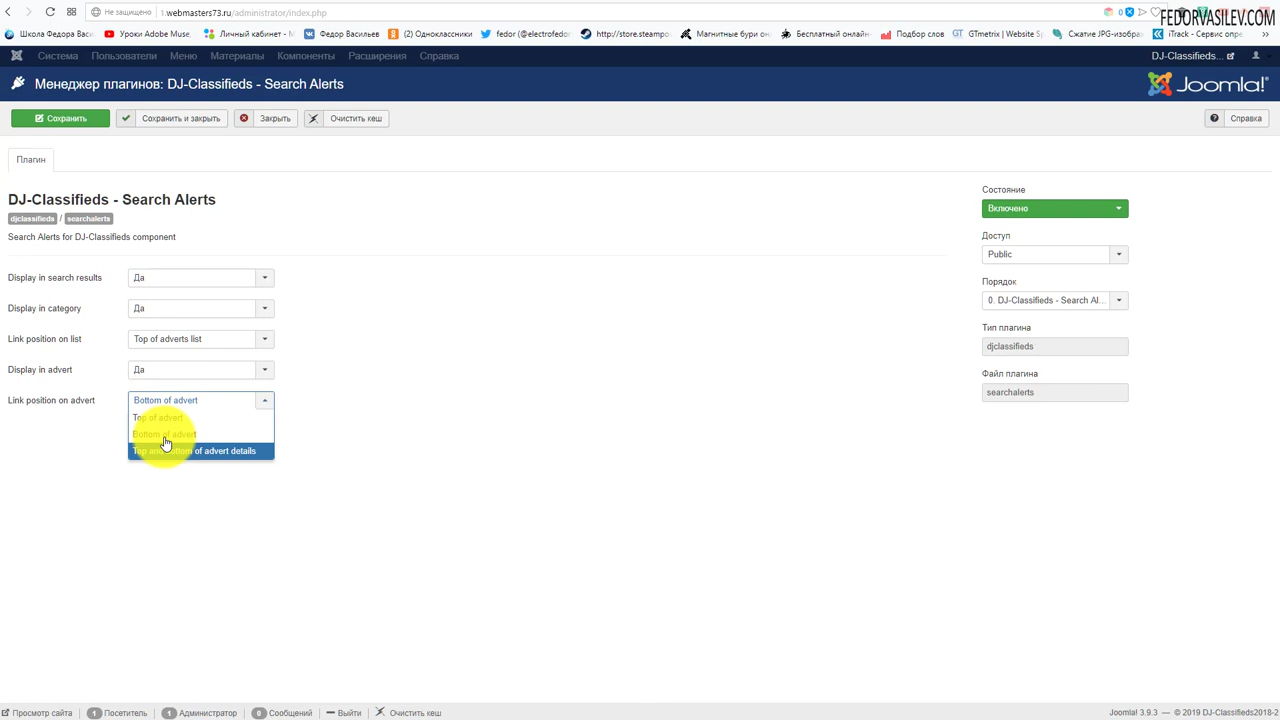 Не защищено
1.webmasters73.ru/administrator/index.php
0
FEDORVASILEV.COM
Школа Федора Васи
Уроки Adobe Muse,
Личный кабинет - М
Федор Васильев
(2) Одноклассники
fedor (@electrofedor
http://store.steampo
Магнитные бури он
Бесплатный онлайн
Подбор слов
GTmetrix | Website S
Сжатие JPG-изобра
iTrack - Сервис опре
Система Пользователи Меню Материалы Компоненты Расширения Справка
DJ-Classifieds...
Менеджер плагинов: DJ-Classifieds - Search Alerts
Joomla!®
Сохранить
Сохранить и закрыть
Закрыть
Очистить кеш
Справка
Плагин
DJ-Classifieds - Search Alerts
djclassifieds / searchalerts
Search Alerts for DJ-Classifieds component
Display in search results Да
Display in category Да
Link position on list Top of adverts list
Display in advert Да
Link position on advert Bottom of advert
Top of advert
Bottom of advert
Top and bottom of advert details
Состояние
Включено
Доступ
Public
Порядок
0. DJ-Classifieds - Search Al...
Тип плагина
djclassifieds
Файл плагина
searchalerts
Просмотр сайта
1 Посетитель
1 Администратор
0 Сообщений
Выйти
Очистить кеш
Joomla! 3.9.3 — © 2019 DJ-Classifieds2018-2